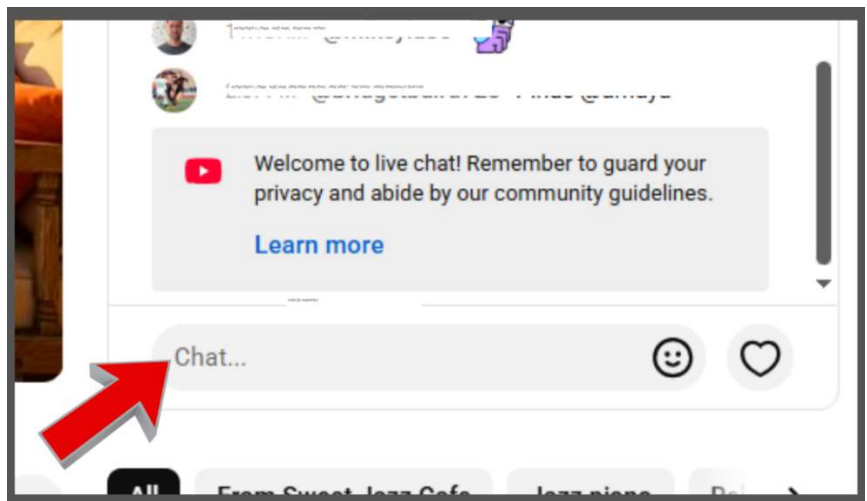 Welcome to live chat! Remember to guard your
privacy and abide by our community guidelines.
Learn more
Chat...
All From Sweet Jazz Cafe Jazz piano